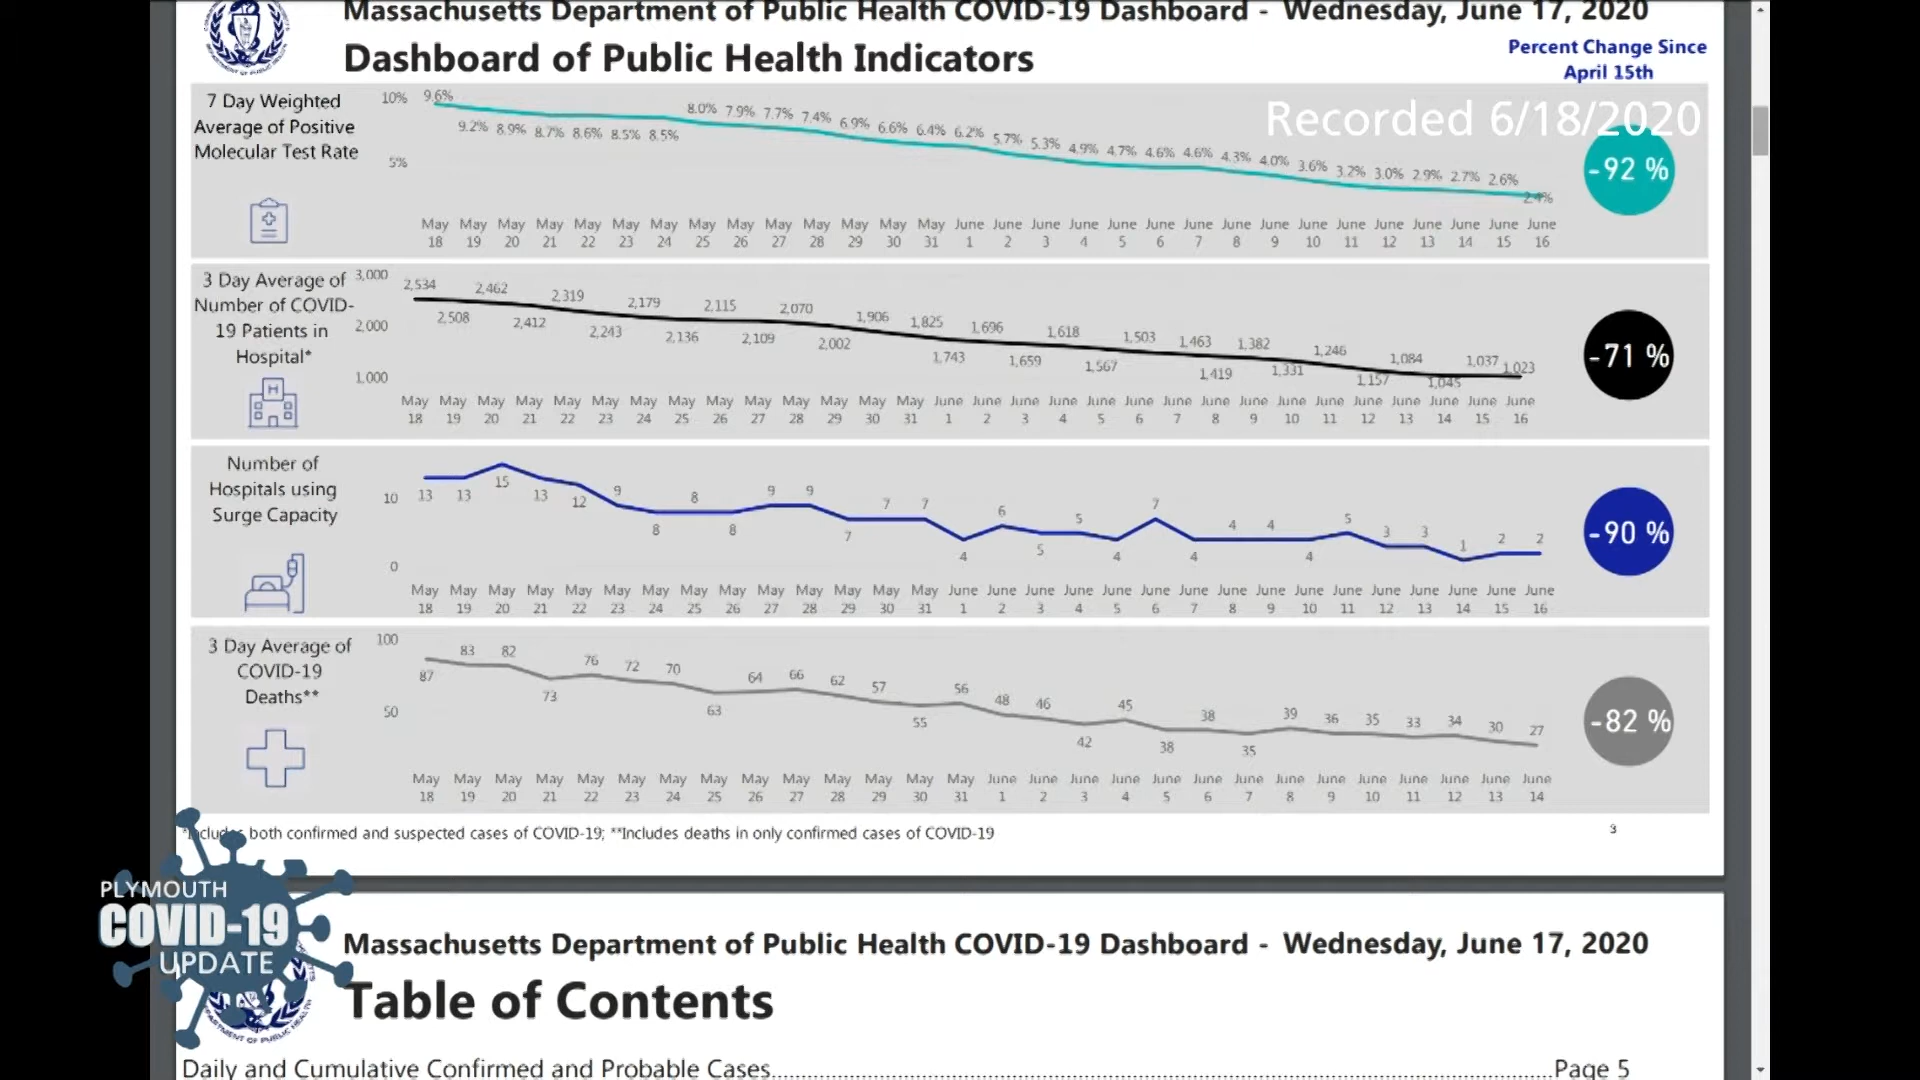 Massachusetts Department of Public Health COVID-19 Dashboard - Wednesday, June 17, 2020
Dashboard of Public Health Indicators
Percent Change Since
April 15th
Recorded 6/18/2020
7 Day Weighted
Average of Positive
Molecular Test Rate
10%
5%
9.6% 9.2% 8.9% 8.7% 8.6% 8.5% 8.5% 8.0% 7.9% 7.7% 7.4% 6.9% 6.6% 6.4% 6.2% 5.7% 5.3% 4.9% 4.7% 4.6% 4.6% 4.3% 4.0% 3.6% 3.2% 3.0% 2.9% 2.7% 2.6% 2.4%
-92 %
May May May May May May May May May May May May May May June June June June June June June June June June June June June June June June
18 19 20 21 22 23 24 25 26 27 28 29 30 31 1 2 3 4 5 6 7 8 9 10 11 12 13 14 15 16
3 Day Average of
Number of COVID-
19 Patients in
Hospital*
3,000
2,000
1,000
2,534 2,508 2,462 2,412 2,319 2,243 2,179 2,136 2,115 2,109 2,070 2,002 1,906 1,825 1,743 1,696 1,659 1,618 1,567 1,503 1,463 1,419 1,382 1,331 1,246 1,157 1,084 1,045 1,037 1,023
-71 %
H
May May May May May May May May May May May May May May June June June June June June June June June June June June June June June June
18 19 20 21 22 23 24 25 26 27 28 29 30 31 1 2 3 4 5 6 7 8 9 10 11 12 13 14 15 16
Number of
Hospitals using
Surge Capacity
10
0
13 13 15 13 12 9 8 8 8 9 9 7 7 7 4 6 5 5 4 7 4 4 4 4 5 3 3 1 2 2
-90 %
May May May May May May May May May May May May May May June June June June June June June June June June June June June June June June
18 19 20 21 22 23 24 25 26 27 28 29 30 31 1 2 3 4 5 6 7 8 9 10 11 12 13 14 15 16
3 Day Average of
COVID-19
Deaths**
100
50
87 83 82 73 76 72 70 63 64 66 62 57 55 56 48 46 42 45 38 38 35 39 36 35 33 34 30 27
-82 %
May May May May May May May May May May May May May May June June June June June June June June June June June June June June
18 19 20 21 22 23 24 25 26 27 28 29 30 31 1 2 3 4 5 6 7 8 9 10 11 12 13 14
*Includes both confirmed and suspected cases of COVID-19; **Includes deaths in only confirmed cases of COVID-19
3
PLYMOUTH
COVID-19
UPDATE
Massachusetts Department of Public Health COVID-19 Dashboard - Wednesday, June 17, 2020
Table of Contents
Daily and Cumulative Confirmed and Probable Cases...Page 5